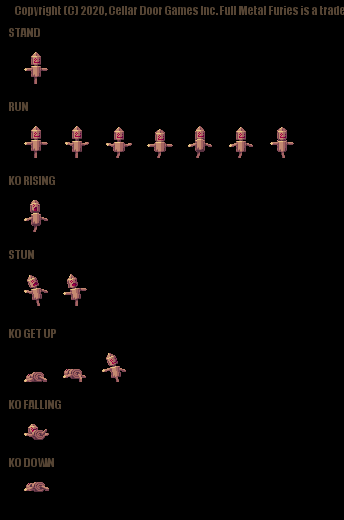 Copyright (C) 2020, Cellar Door Games Inc. Full Metal Furies is a trade
STAND
RUN
KO RISING
STUN
KO GET UP
KO FALLING
KO DOWN